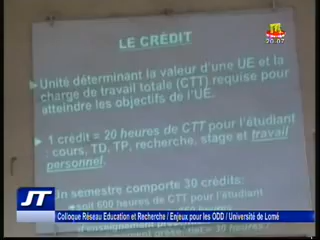 20:07
LE CRÉDIT
Unité déterminant la valeur d'une UE et la
charge de travail totale (CTT) requise pour
atteindre les objectifs de l'UE.
1 crédit = 20 heures de CTT pour l'étudiant
: cours, TD, TP, recherche, stage et travail
personnel.
semestre comporte 30 crédits:
soit 600 heures de CTT pour l'étudiant
JT
Colloque Réseau Education et Recherche / Enjeux pour les ODD / Université de Lomé
30 heures